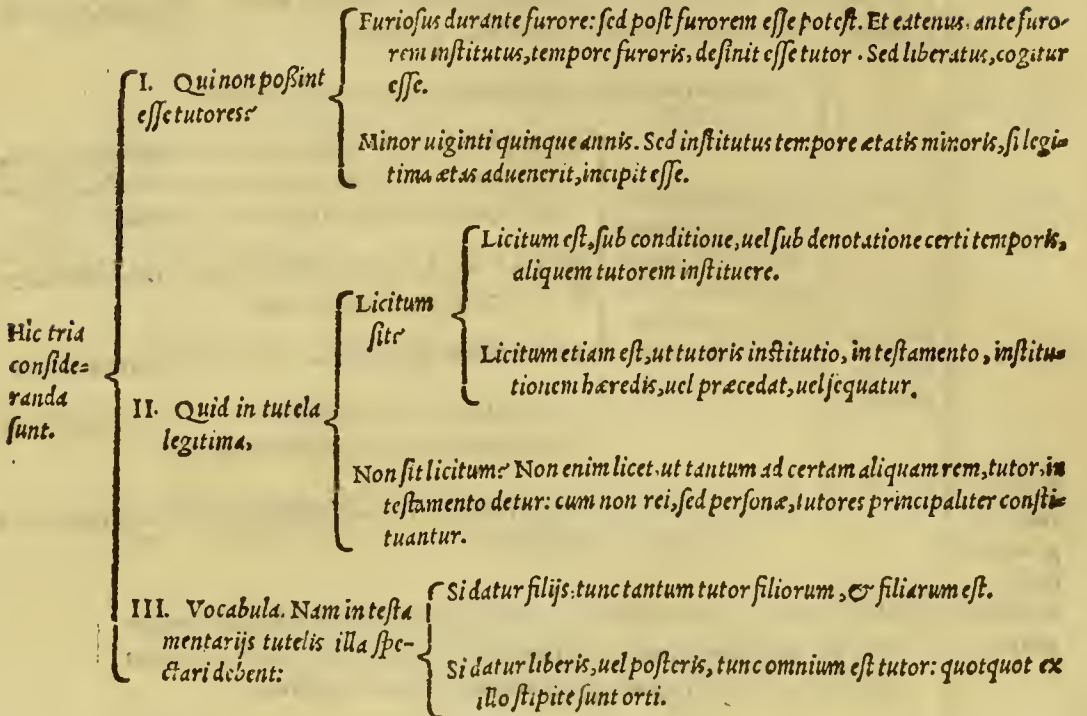 Hic tria
conſide=
randa
ſunt.
I. Qui non poßint
eſſe tutores?
Furioſus durante furore: ſed poſt furorem eſſe poteſt. Et eatenus, ante furo-
rem inſtitutus, tempore furoris, deſinit eſſe tutor. Sed liberatus, cogitur
eſſe.
Minor uiginti quinque annis. Sed inſtitutus tempore ætatis minoris, ſi legi=
tima ætas aduenerit, incipit eſſe.
II. Quid in tutela
legitima,
Licitum
ſit?
Licitum eſt, ſub conditione, uel ſub denotatione certi temporis,
aliquem tutorem inſtituere.
Licitum etiam eſt, ut tutoris inſtitutio, in teſtamento, inſtitu=
tionem hæredis, uel præcedat, uel ſequatur.
Non ſit licitum? Non enim licet, ut tantum ad certam aliquam rem, tutor, in
teſtamento detur: cum non rei, ſed perſonæ, tutores principaliter conſti=
tuantur.
III. Vocabula. Nam in teſta
mentarijs tutelis illa ſpe-
ctari debent:
Si datur filijs, tunc tantum tutor filiorum, & filiarum eſt.
Si datur liberis, uel poſteris, tunc omnium eſt tutor: quotquot ex
illo ſtipite ſunt orti.